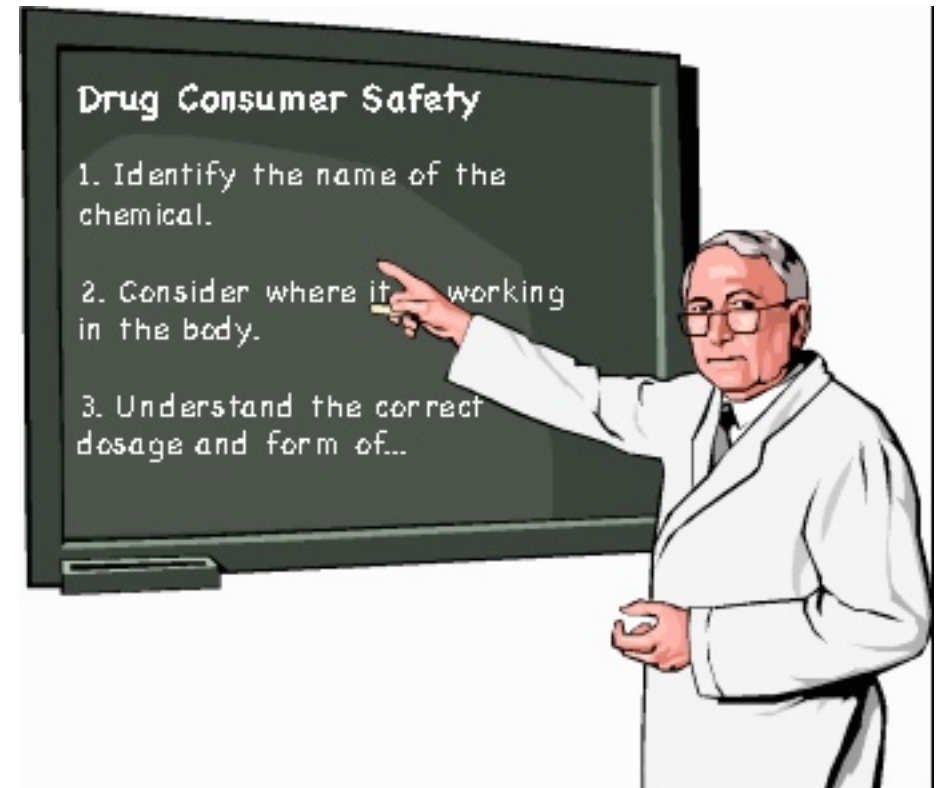 Drug Consumer Safety
1. Identify the name of the
chemical.
2. Consider where it working
in the body.
3. Understand the correct
dosage and form of...